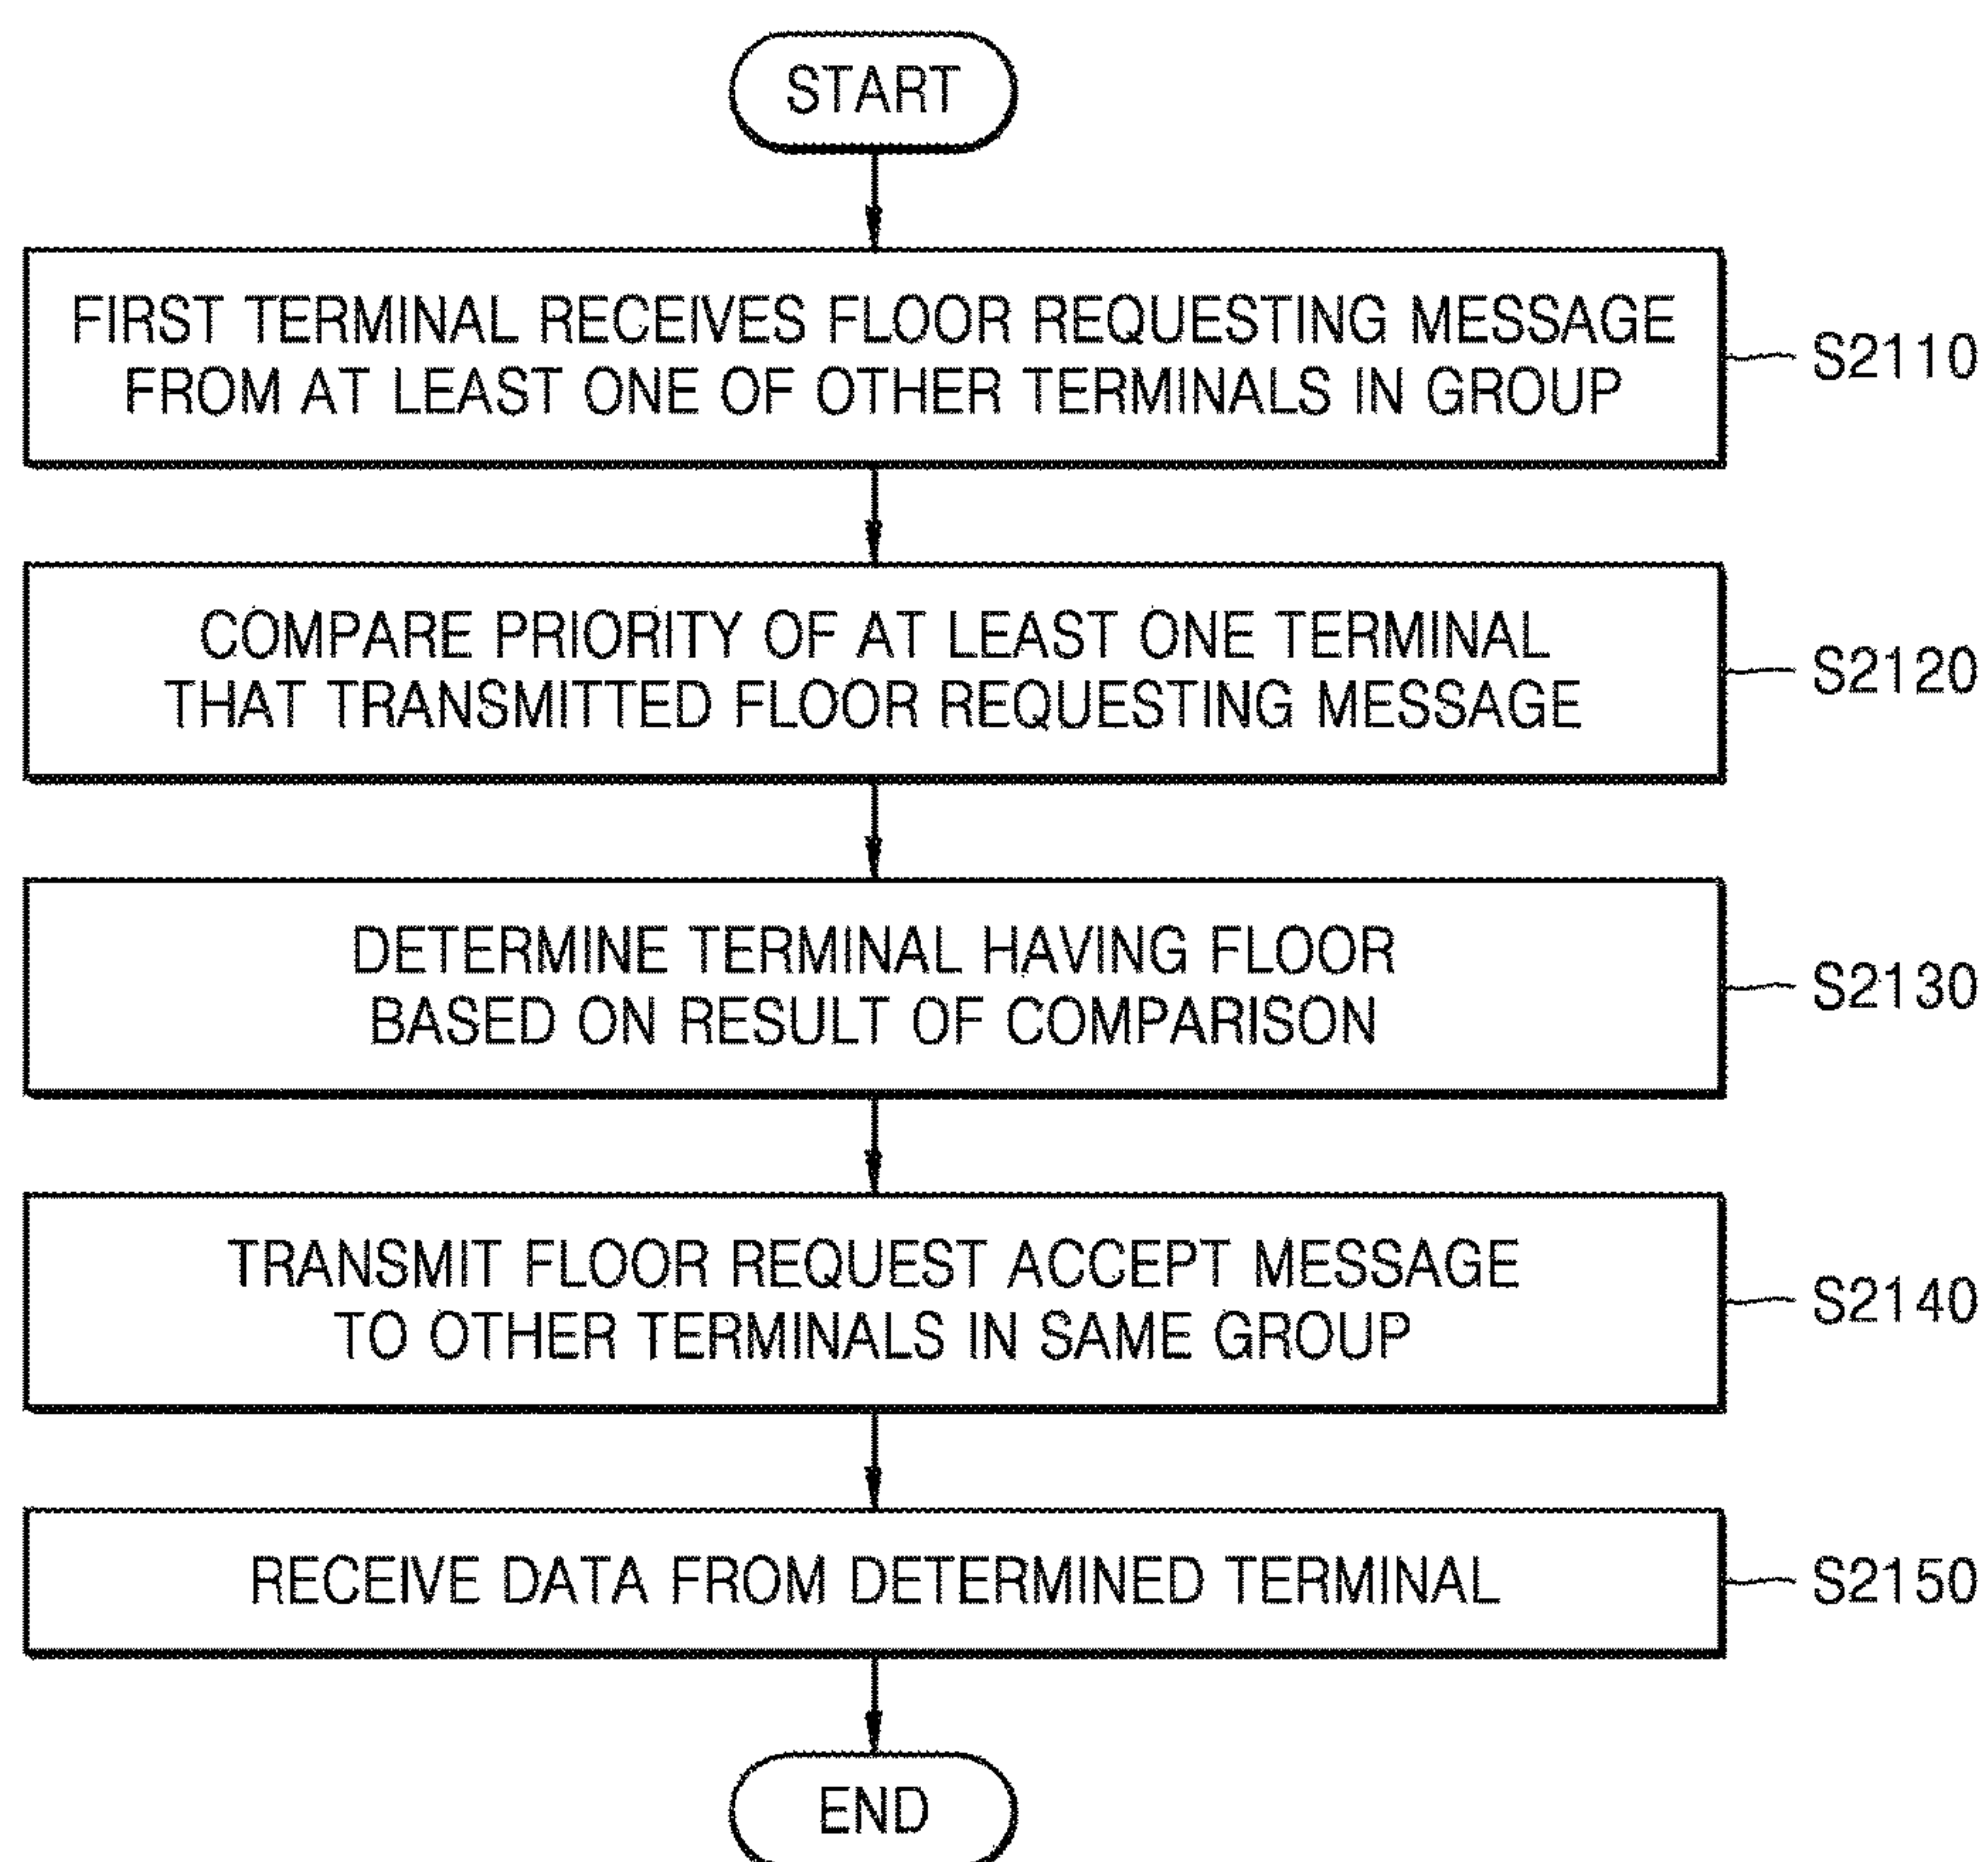 START
FIRST TERMINAL RECEIVES FLOOR REQUESTING MESSAGE
FROM AT LEAST ONE OF OTHER TERMINALS IN GROUP
S2110
COMPARE PRIORITY OF AT LEAST ONE TERMINAL
THAT TRANSMITTED FLOOR REQUESTING MESSAGE
S2120
DETERMINE TERMINAL HAVING FLOOR
BASED ON RESULT OF COMPARISON
S2130
TRANSMIT FLOOR REQUEST ACCEPT MESSAGE
TO OTHER TERMINALS IN SAME GROUP
S2140
RECEIVE DATA FROM DETERMINED TERMINAL
S2150
END